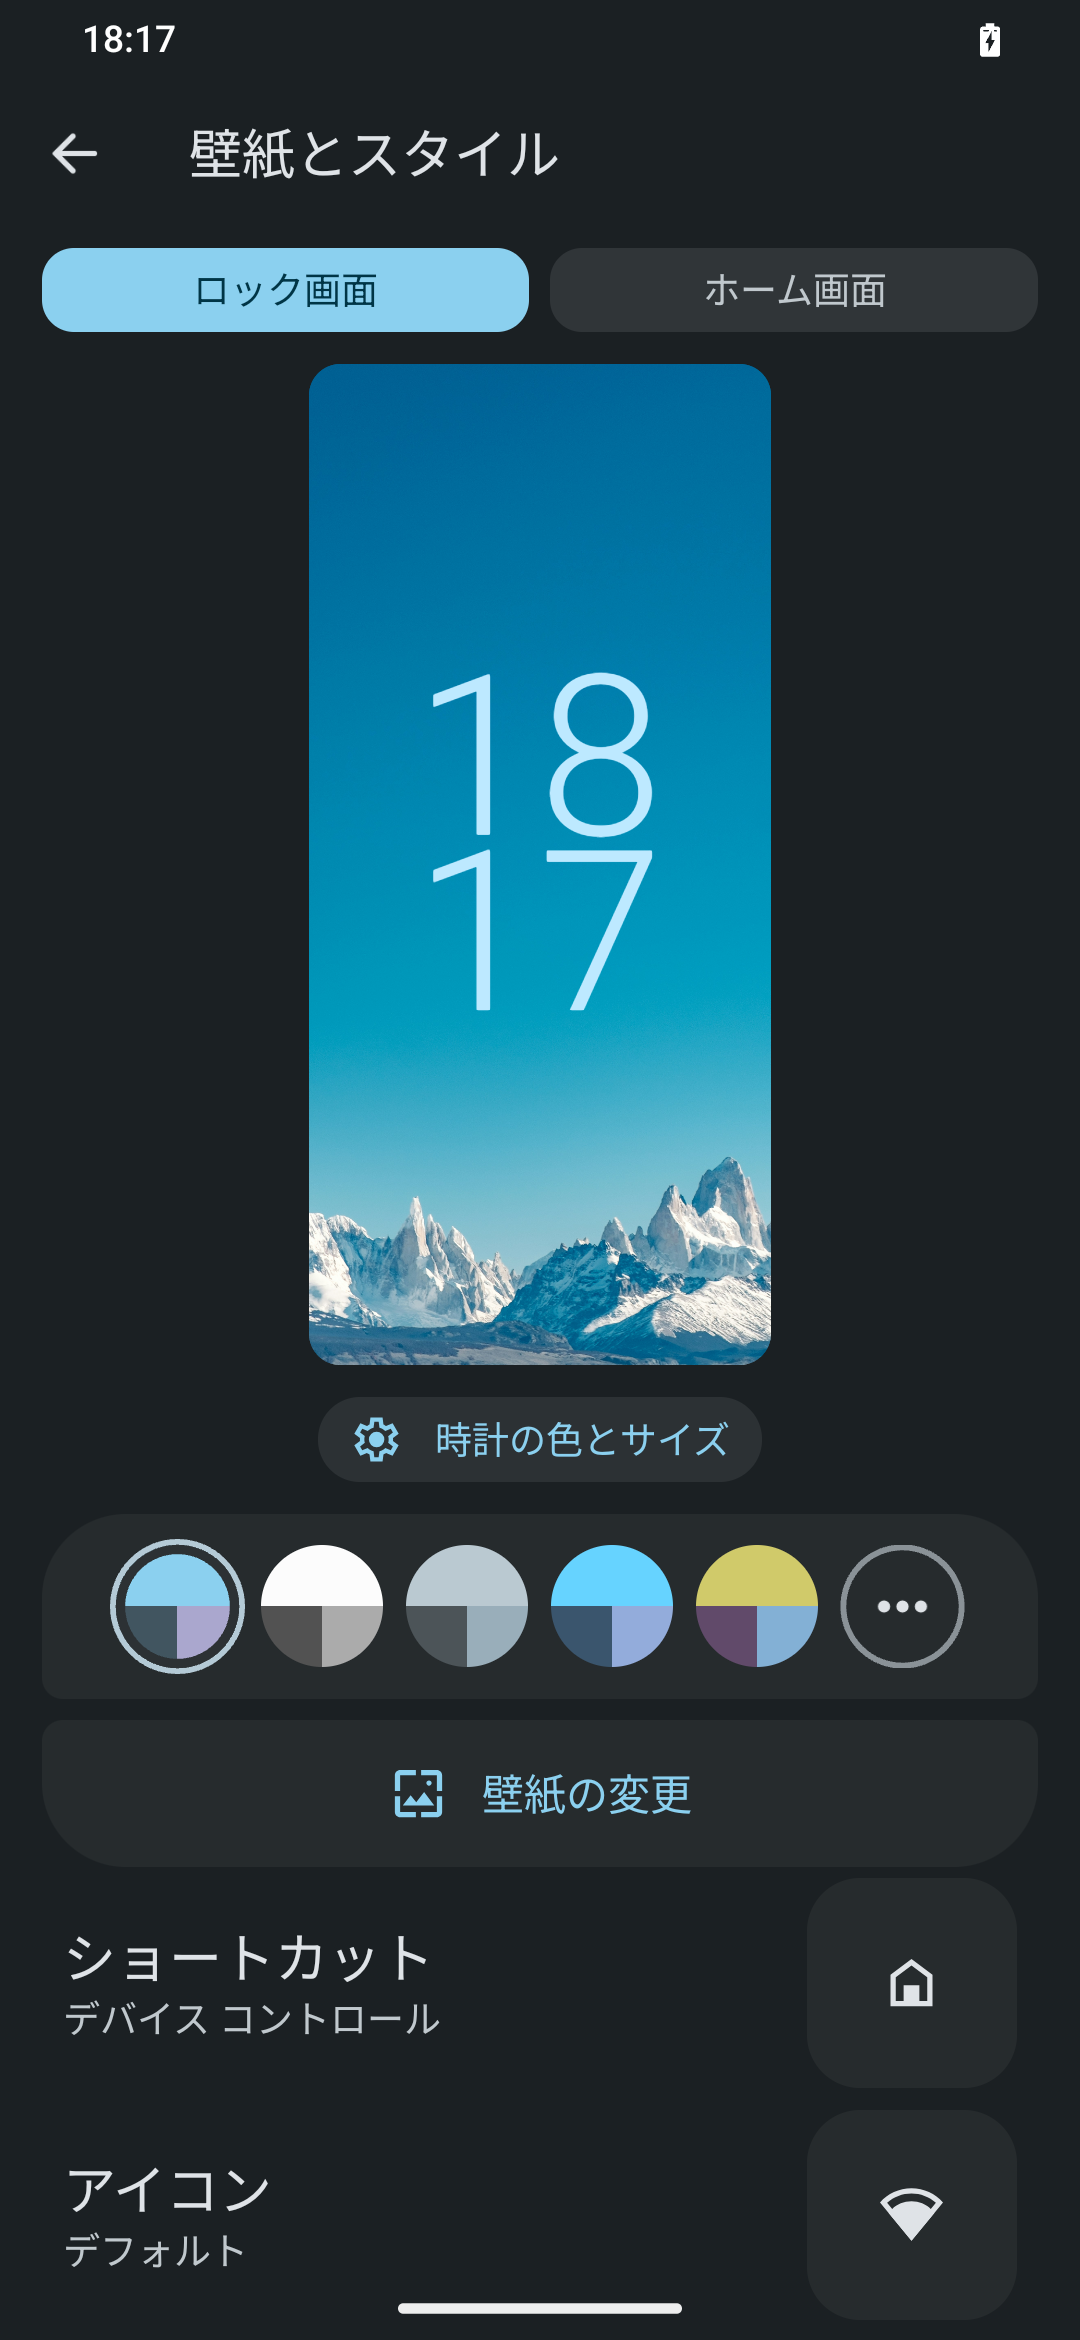 18:17
壁紙とスタイル
ロック画面
ホーム画面
18
17
時計の色とサイズ
壁紙の変更
ショートカット
デバイス コントロール
アイコン
デフォルト